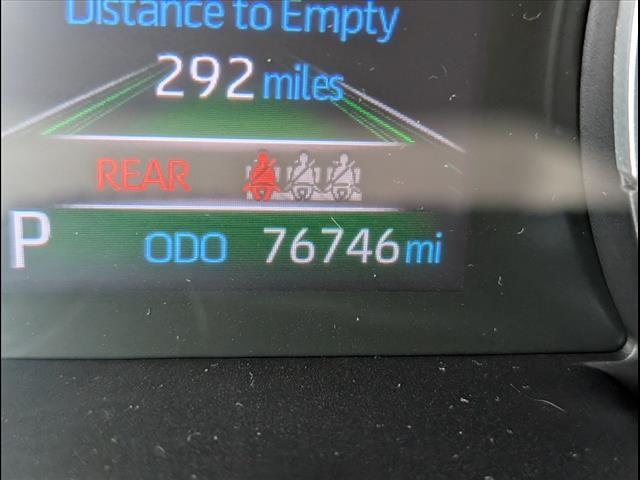 Distance to Empty
292 miles
REAR
P ODO 76746 mi